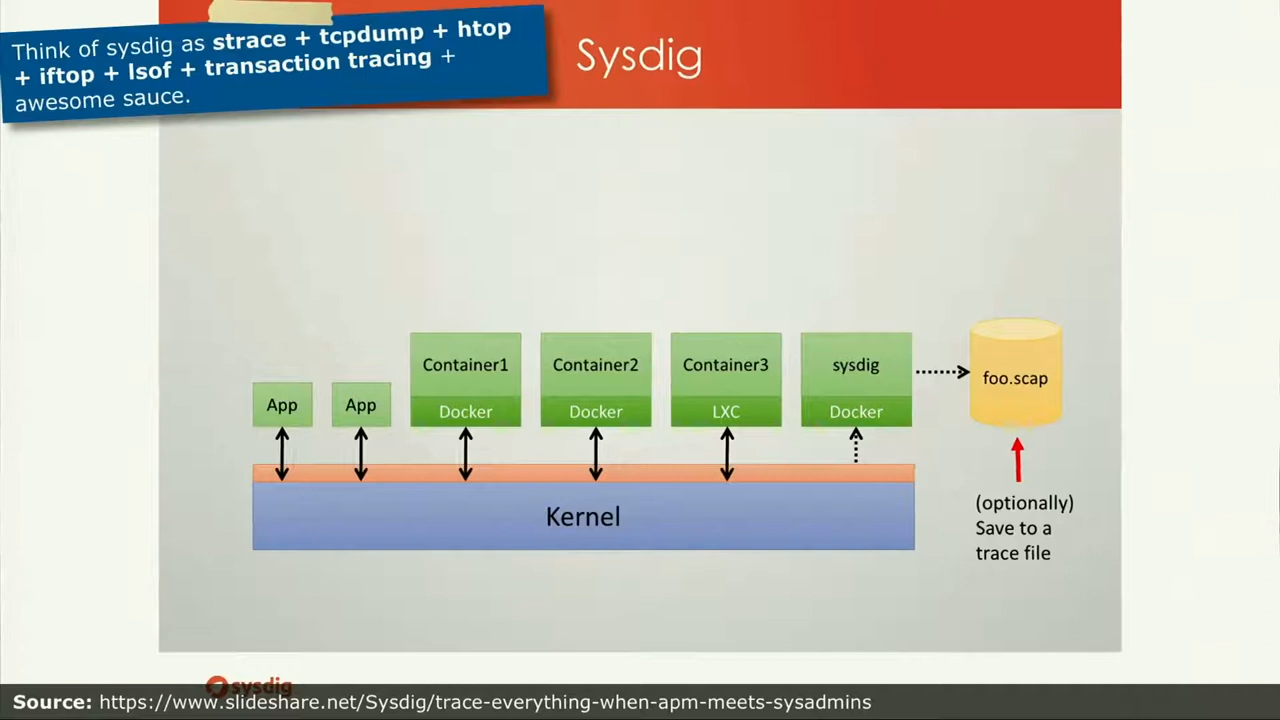 Think of sysdig as strace + tcpdump + htop
+ iftop + lsof + transaction tracing +
awesome sauce.
Sysdig
App
App
Container1
Docker
Container2
Docker
Container3
LXC
sysdig
Docker
foo.scap
Kernel
(optionally)
Save to a
trace file
sysdig
Source: https://www.slideshare.net/Sysdig/trace-everything-when-apm-meets-sysadmins